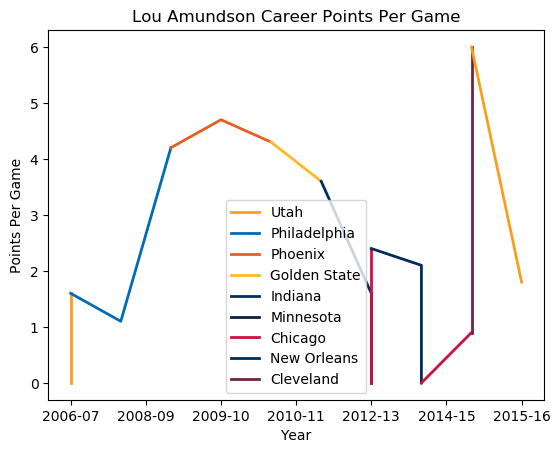 Lou Amundson Career Points Per Game
Points Per Game
6
5
4
3
2
1
0
Utah
Philadelphia
Phoenix
Golden State
Indiana
Minnesota
Chicago
New Orleans
Cleveland
2006-07 2008-09 2009-10 2010-11 2012-13 2014-15 2015-16
Year